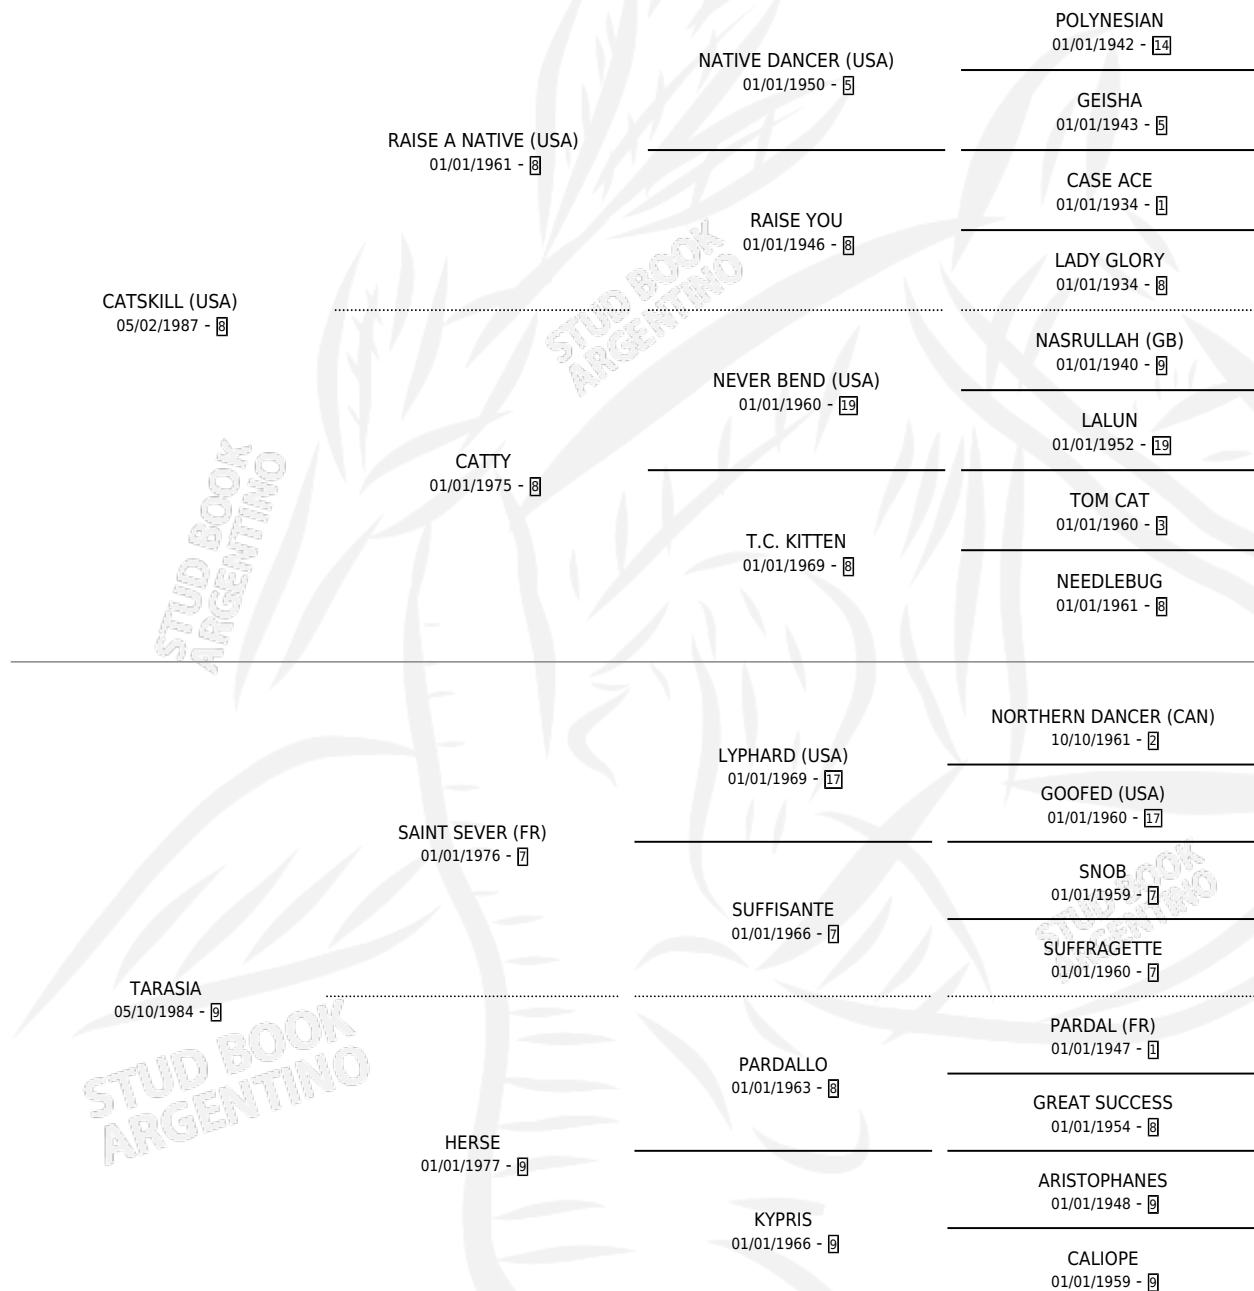 POLYNESIAN
01/01/1942 - 14
NATIVE DANCER (USA)
01/01/1950 - 5
GEISHA
01/01/1943 - 5
RAISE A NATIVE (USA)
01/01/1961 - 8
CASE ACE
01/01/1934 - 1
RAISE YOU
01/01/1946 - 8
LADY GLORY
01/01/1934 - 8
CATSKILL (USA)
05/02/1987 - 8
NASRULLAH (GB)
01/01/1940 - 9
NEVER BEND (USA)
01/01/1960 - 19
LALUN
01/01/1952 - 19
CATTY
01/01/1975 - 8
TOM CAT
01/01/1960 - 3
T.C. KITTEN
01/01/1969 - 8
NEEDLEBUG
01/01/1961 - 8
NORTHERN DANCER (CAN)
10/10/1961 - 2
LYPHARD (USA)
01/01/1969 - 17
GOOFED (USA)
01/01/1960 - 17
SAINT SEVER (FR)
01/01/1976 - 7
SNOB
01/01/1959 - 7
SUFFISANTE
01/01/1966 - 7
SUFFRAGETTE
01/01/1960 - 7
TARASIA
05/10/1984 - 9
PARDAL (FR)
01/01/1947 - 1
PARDALLO
01/01/1963 - 8
GREAT SUCCESS
01/01/1954 - 8
HERSE
01/01/1977 - 9
ARISTOPHANES
01/01/1948 - 9
KYPRIS
01/01/1966 - 9
CALIOPE
01/01/1959 - 9
STUD BOOK
ARGENTINO
STUD BOOK
ARGENTINO
STUD BOOK
ARGENTINO
STUD BOOK
ARGENTINO